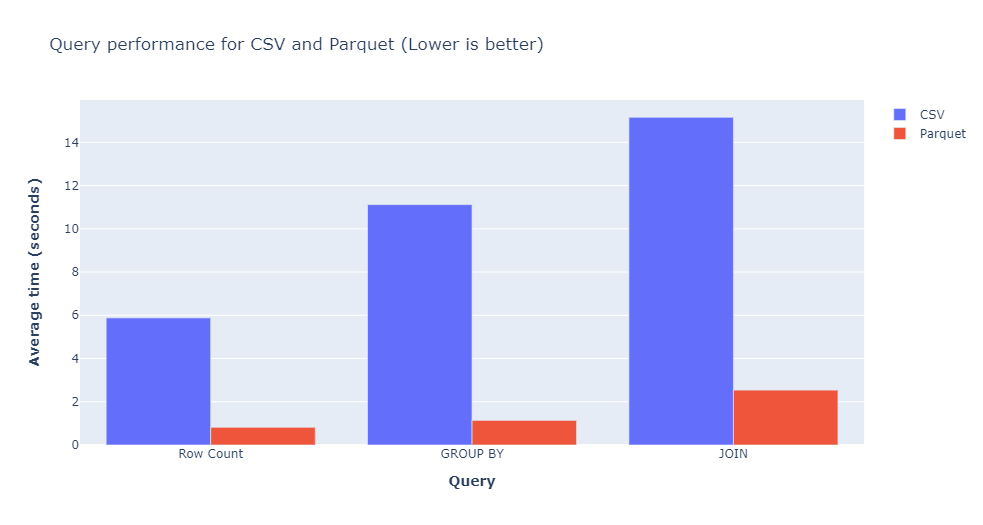 Query performance for CSV and Parquet (Lower is better)
CSV
Parquet
Average time (seconds)
14
12
10
8
6
4
2
0
Row Count
GROUP BY
JOIN
Query